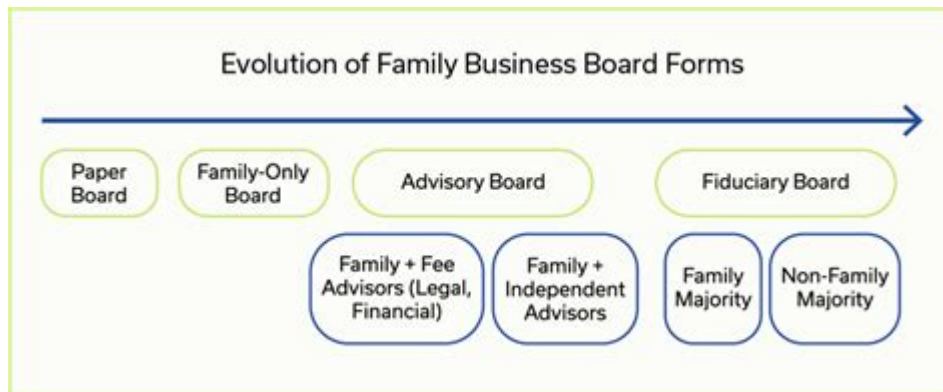 Evolution of Family Business Board Forms
Paper
Board
Family-Only
Board
Advisory Board
Fiduciary Board
Family + Fee
Advisors (Legal,
Financial)
Family +
Independent
Advisors
Family
Majority
Non-Family
Majority